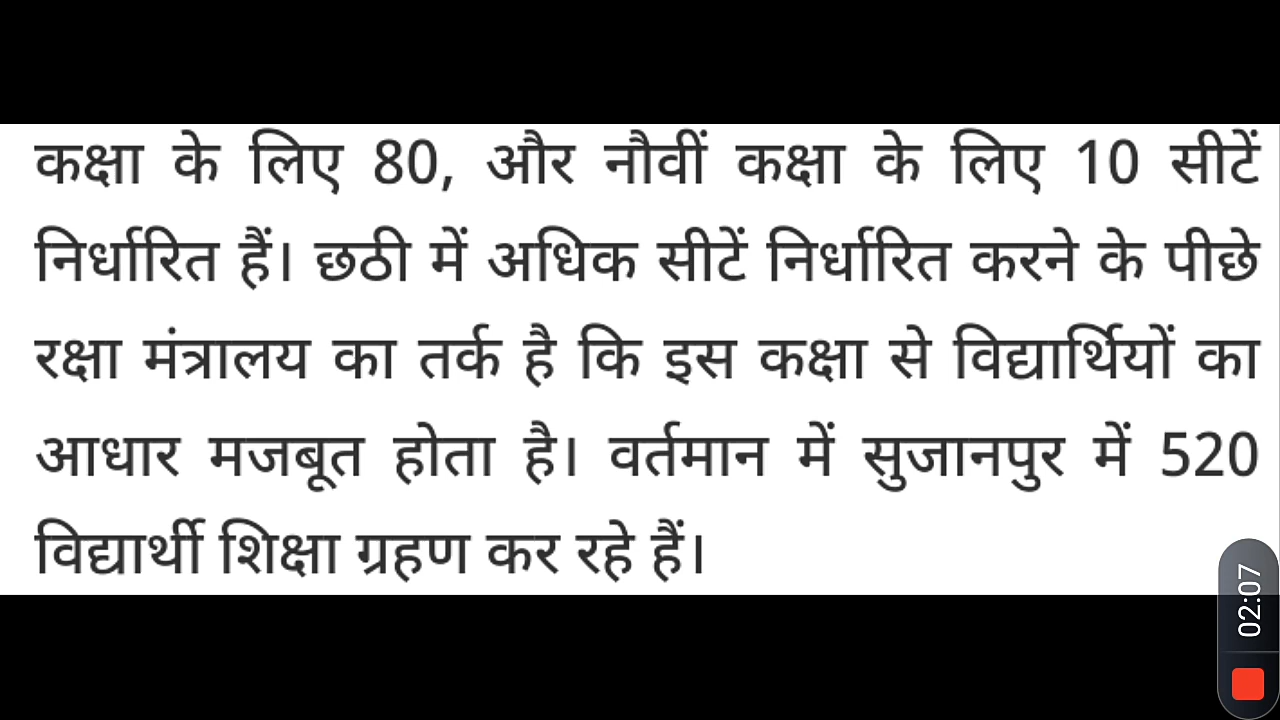 कक्षा के लिए 80, और नौवीं कक्षा के लिए 10 सीटें
निर्धारित हैं। छठी में अधिक सीटें निर्धारित करने के पीछे
रक्षा मंत्रालय का तर्क है कि इस कक्षा से विद्यार्थियों का
आधार मजबूत होता है। वर्तमान में सुजानपुर में 520
विद्यार्थी शिक्षा ग्रहण कर रहे हैं।
02:07